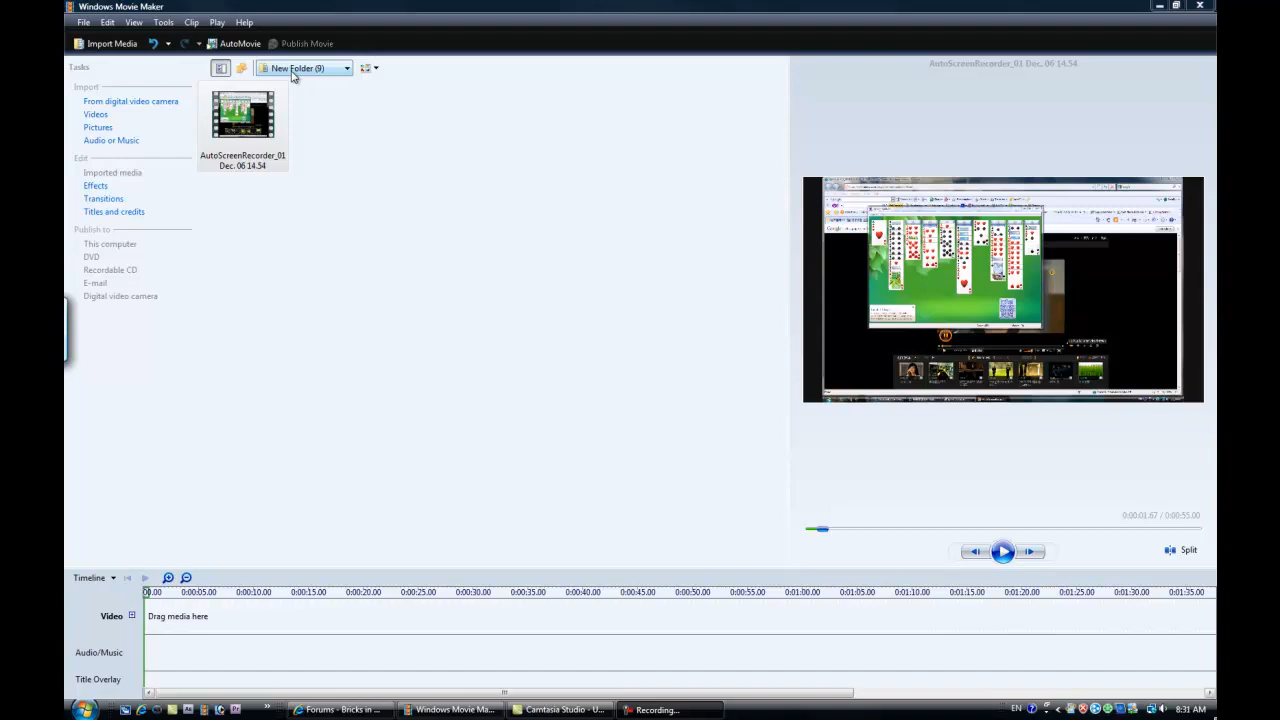 Windows Movie Maker
File Edit View Tools Clip Play Help
Import Media AutoMovie Publish Movie
Tasks
New Folder (9)
AutoScreenRecorder_01 Dec. 06 14.54
Import
From digital video camera
Videos
Pictures
Audio or Music
AutoScreenRecorder_01
Dec. 06 14.54
Edit
Imported media
Effects
Transitions
Titles and credits
Publish to
This computer
DVD
Recordable CD
E-mail
Digital video camera
0:00:01.67 / 0:00:55.00
Split
Timeline
00.00 0:00:05.00 0:00:10.00 0:00:15.00 0:00:20.00 0:00:25.00 0:00:30.00 0:00:35.00 0:00:40.00 0:00:45.00 0:00:50.00 0:00:55.00 0:01:00.00 0:01:05.00 0:01:10.00 0:01:15.00 0:01:20.00 0:01:25.00 0:01:30.00 0:01:35.00
Video Drag media here
Audio/Music
Title Overlay
Forums - Bricks in ... Windows Movie Ma... Camtasia Studio - U... Recording... EN 8:31 AM